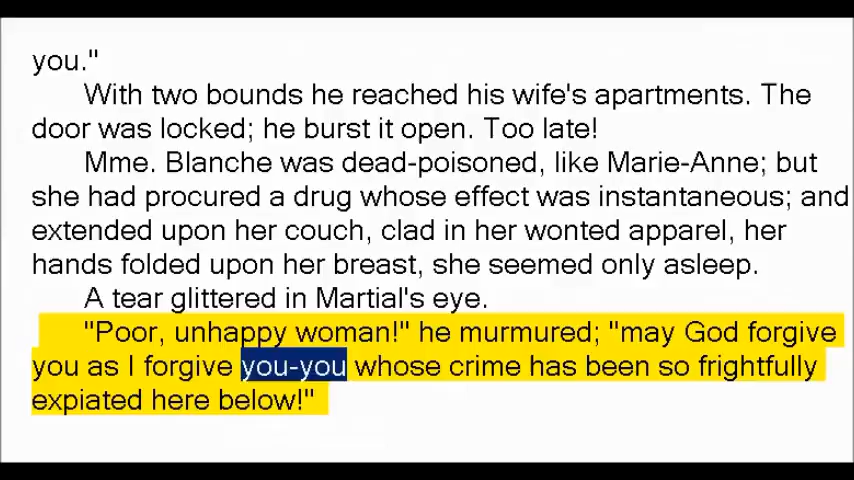 you."
With two bounds he reached his wife's apartments. The
door was locked; he burst it open. Too late!
Mme. Blanche was dead-poisoned, like Marie-Anne; but
she had procured a drug whose effect was instantaneous; and
extended upon her couch, clad in her wonted apparel, her
hands folded upon her breast, she seemed only asleep.
A tear glittered in Martial's eye.
"Poor, unhappy woman!" he murmured; "may God forgive
you as I forgive you-you whose crime has been so frightfully
expiated here below!"